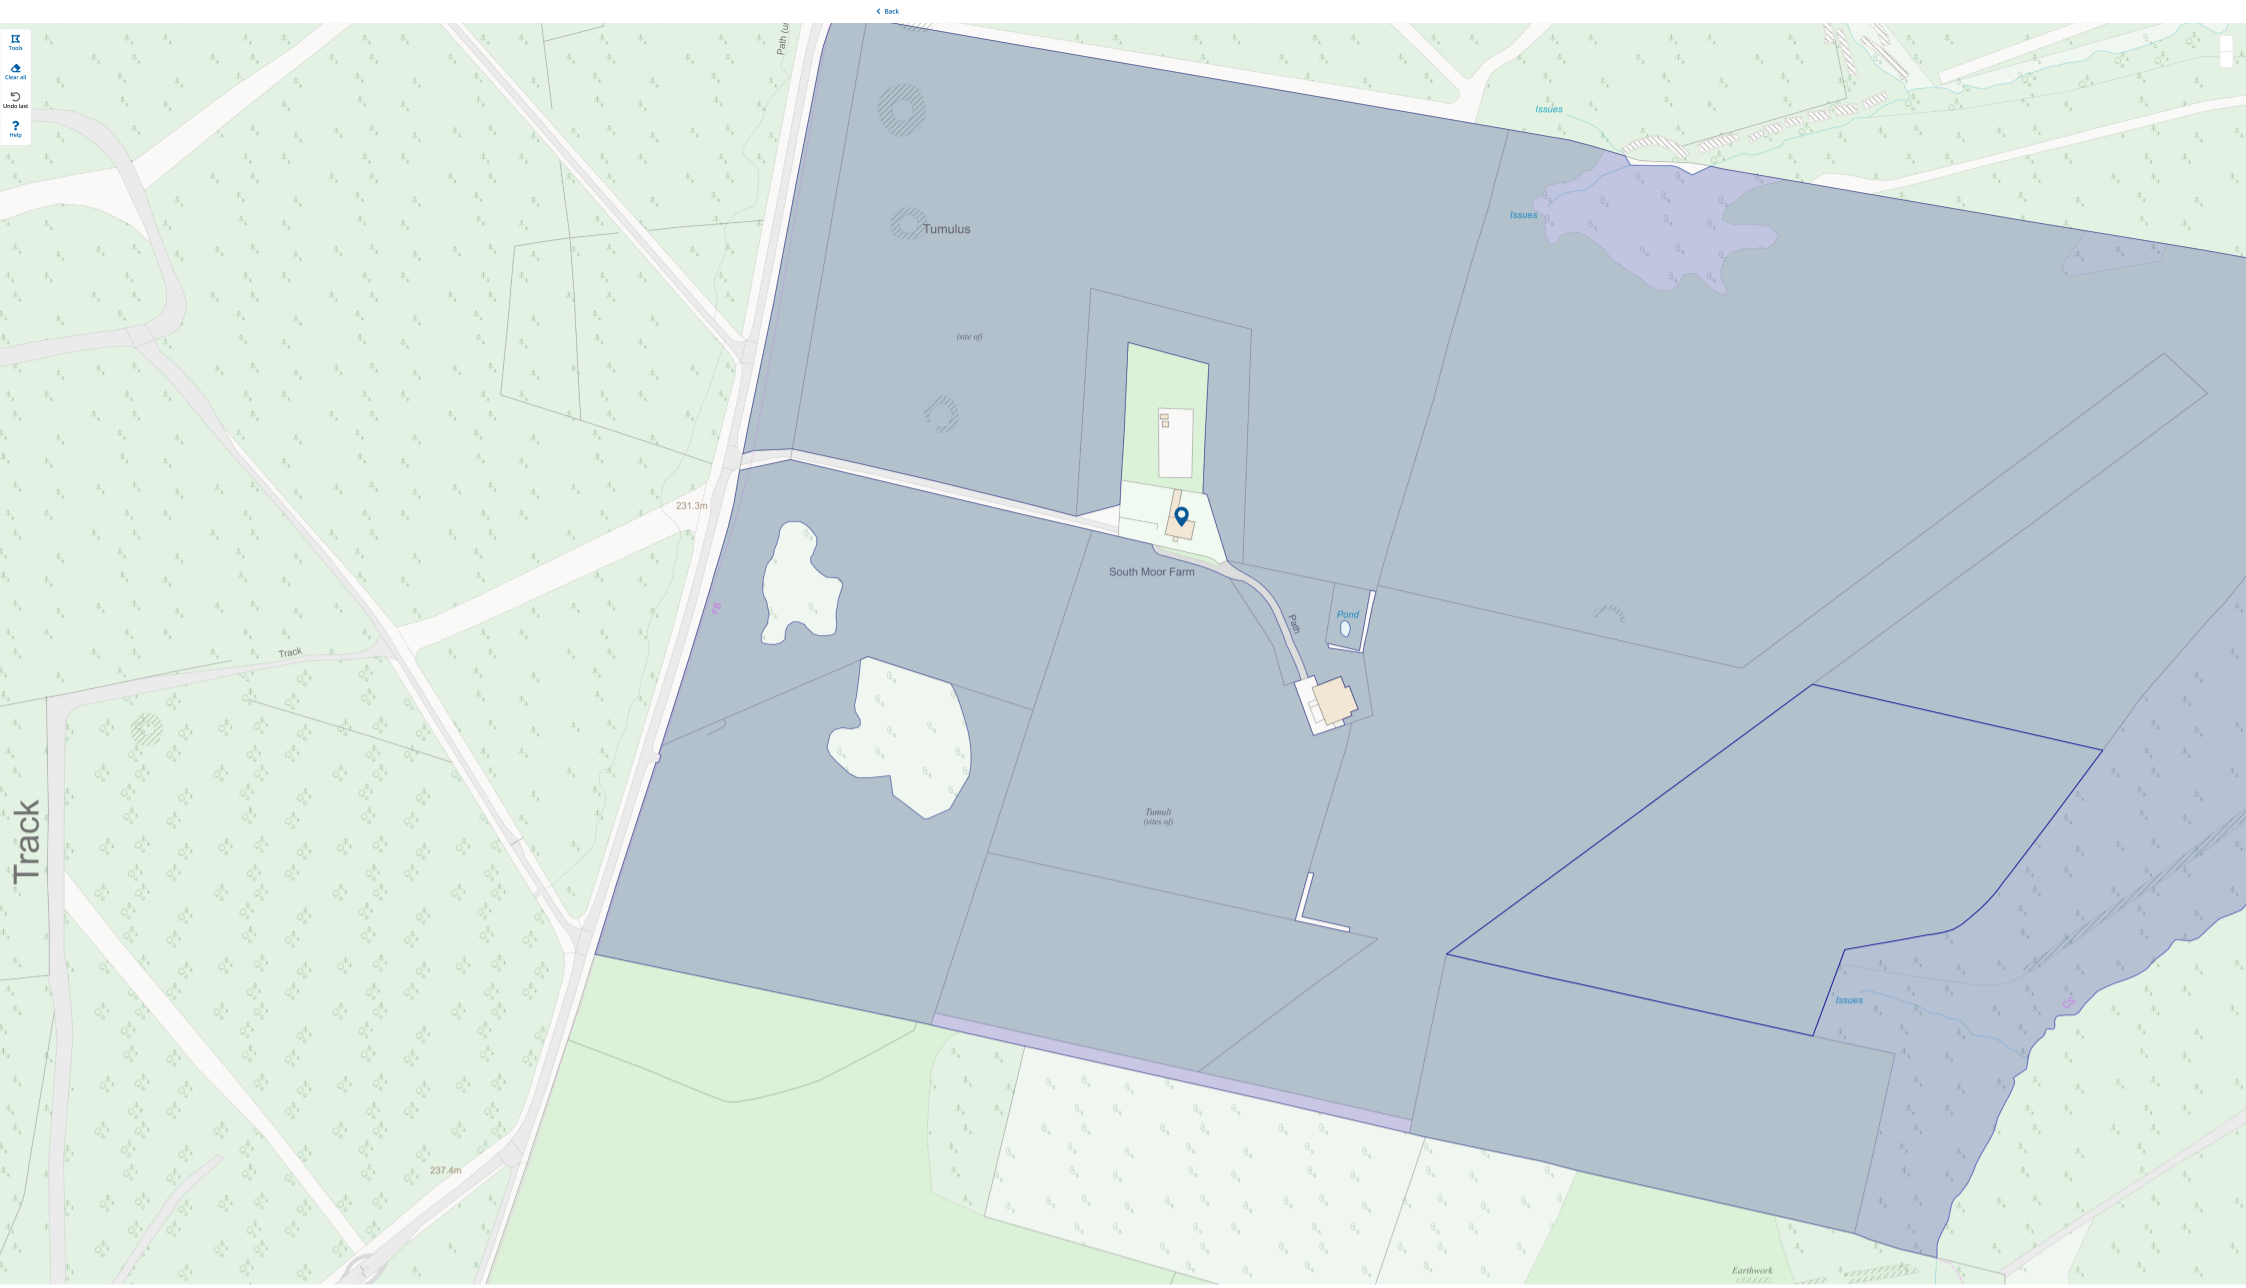 Back
Tools
Clear all
Undo last
Help
Path (u
Issues
Issues
Tumulus
(site of)
231.3m
South Moor Farm
FB
Path
Pond
Track
Tumuli
(sites of)
Track
Issues
237.4m
Earthwork